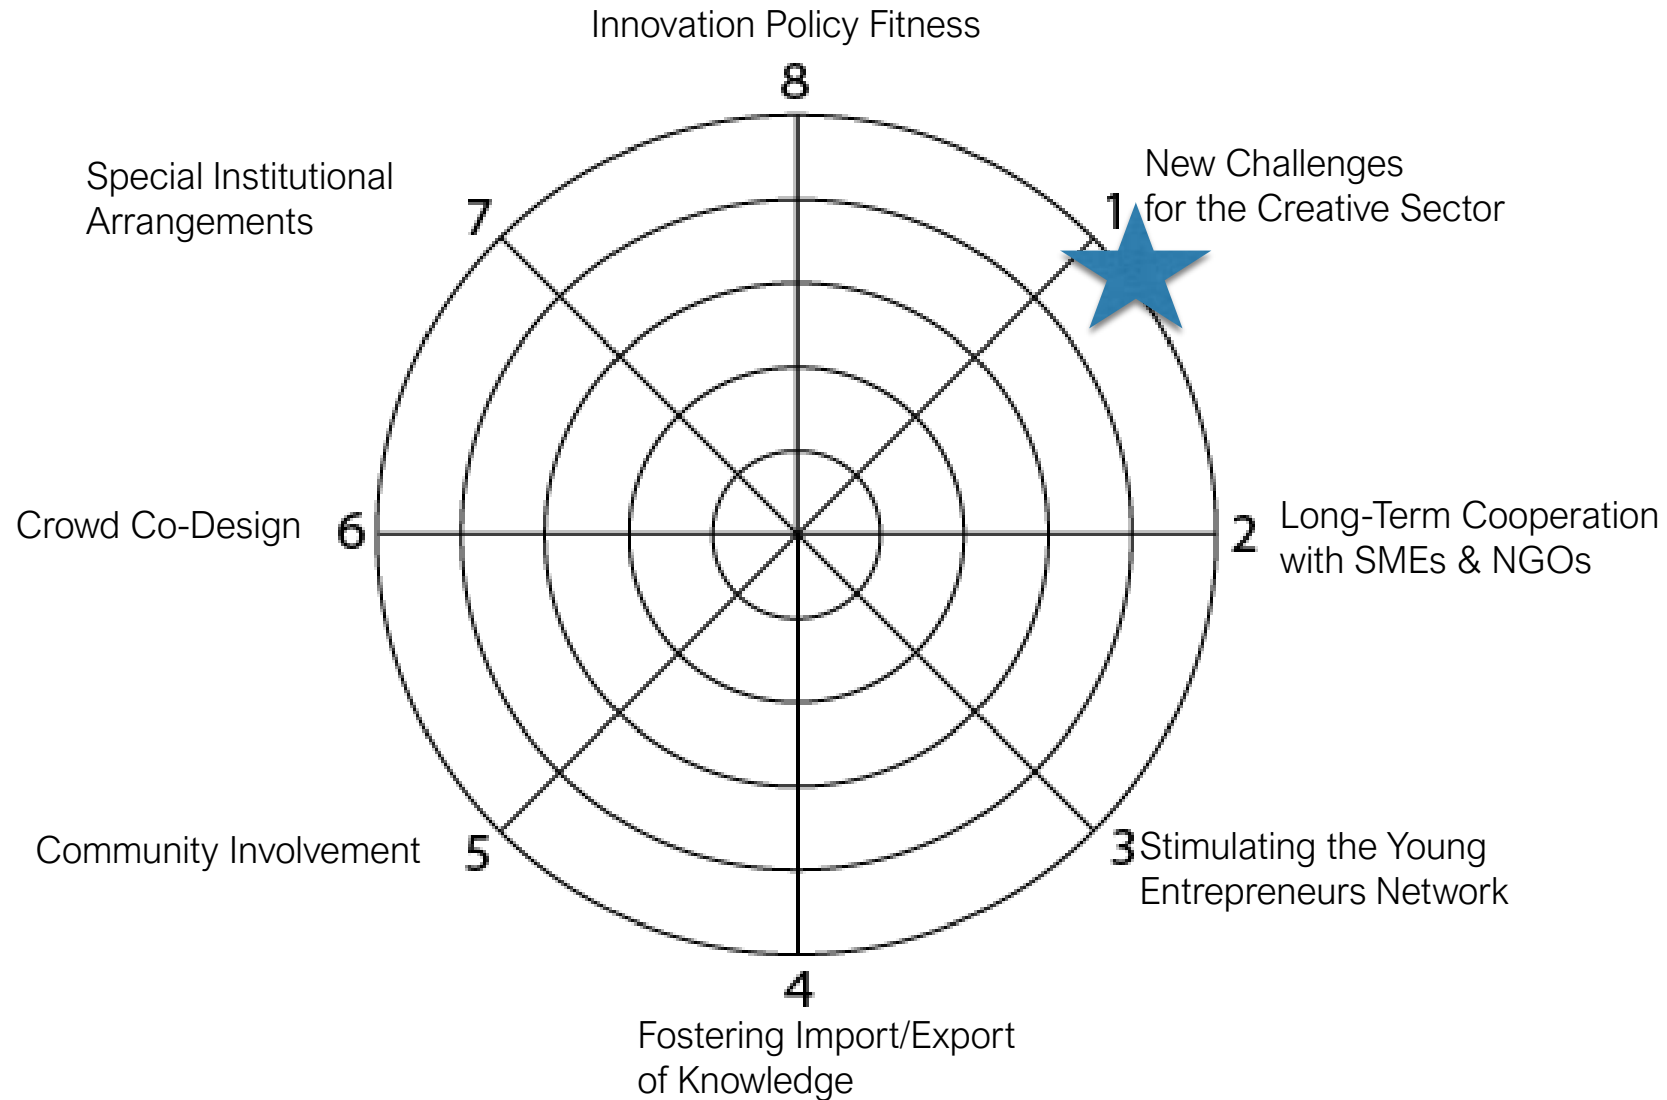 Innovation Policy Fitness
8
New Challenges
for the Creative Sector
1
Special Institutional
Arrangements
7
Long-Term Cooperation
with SMEs & NGOs
2
Crowd Co-Design
6
Stimulating the Young
Entrepreneurs Network
3
Community Involvement
5
4
Fostering Import/Export
of Knowledge